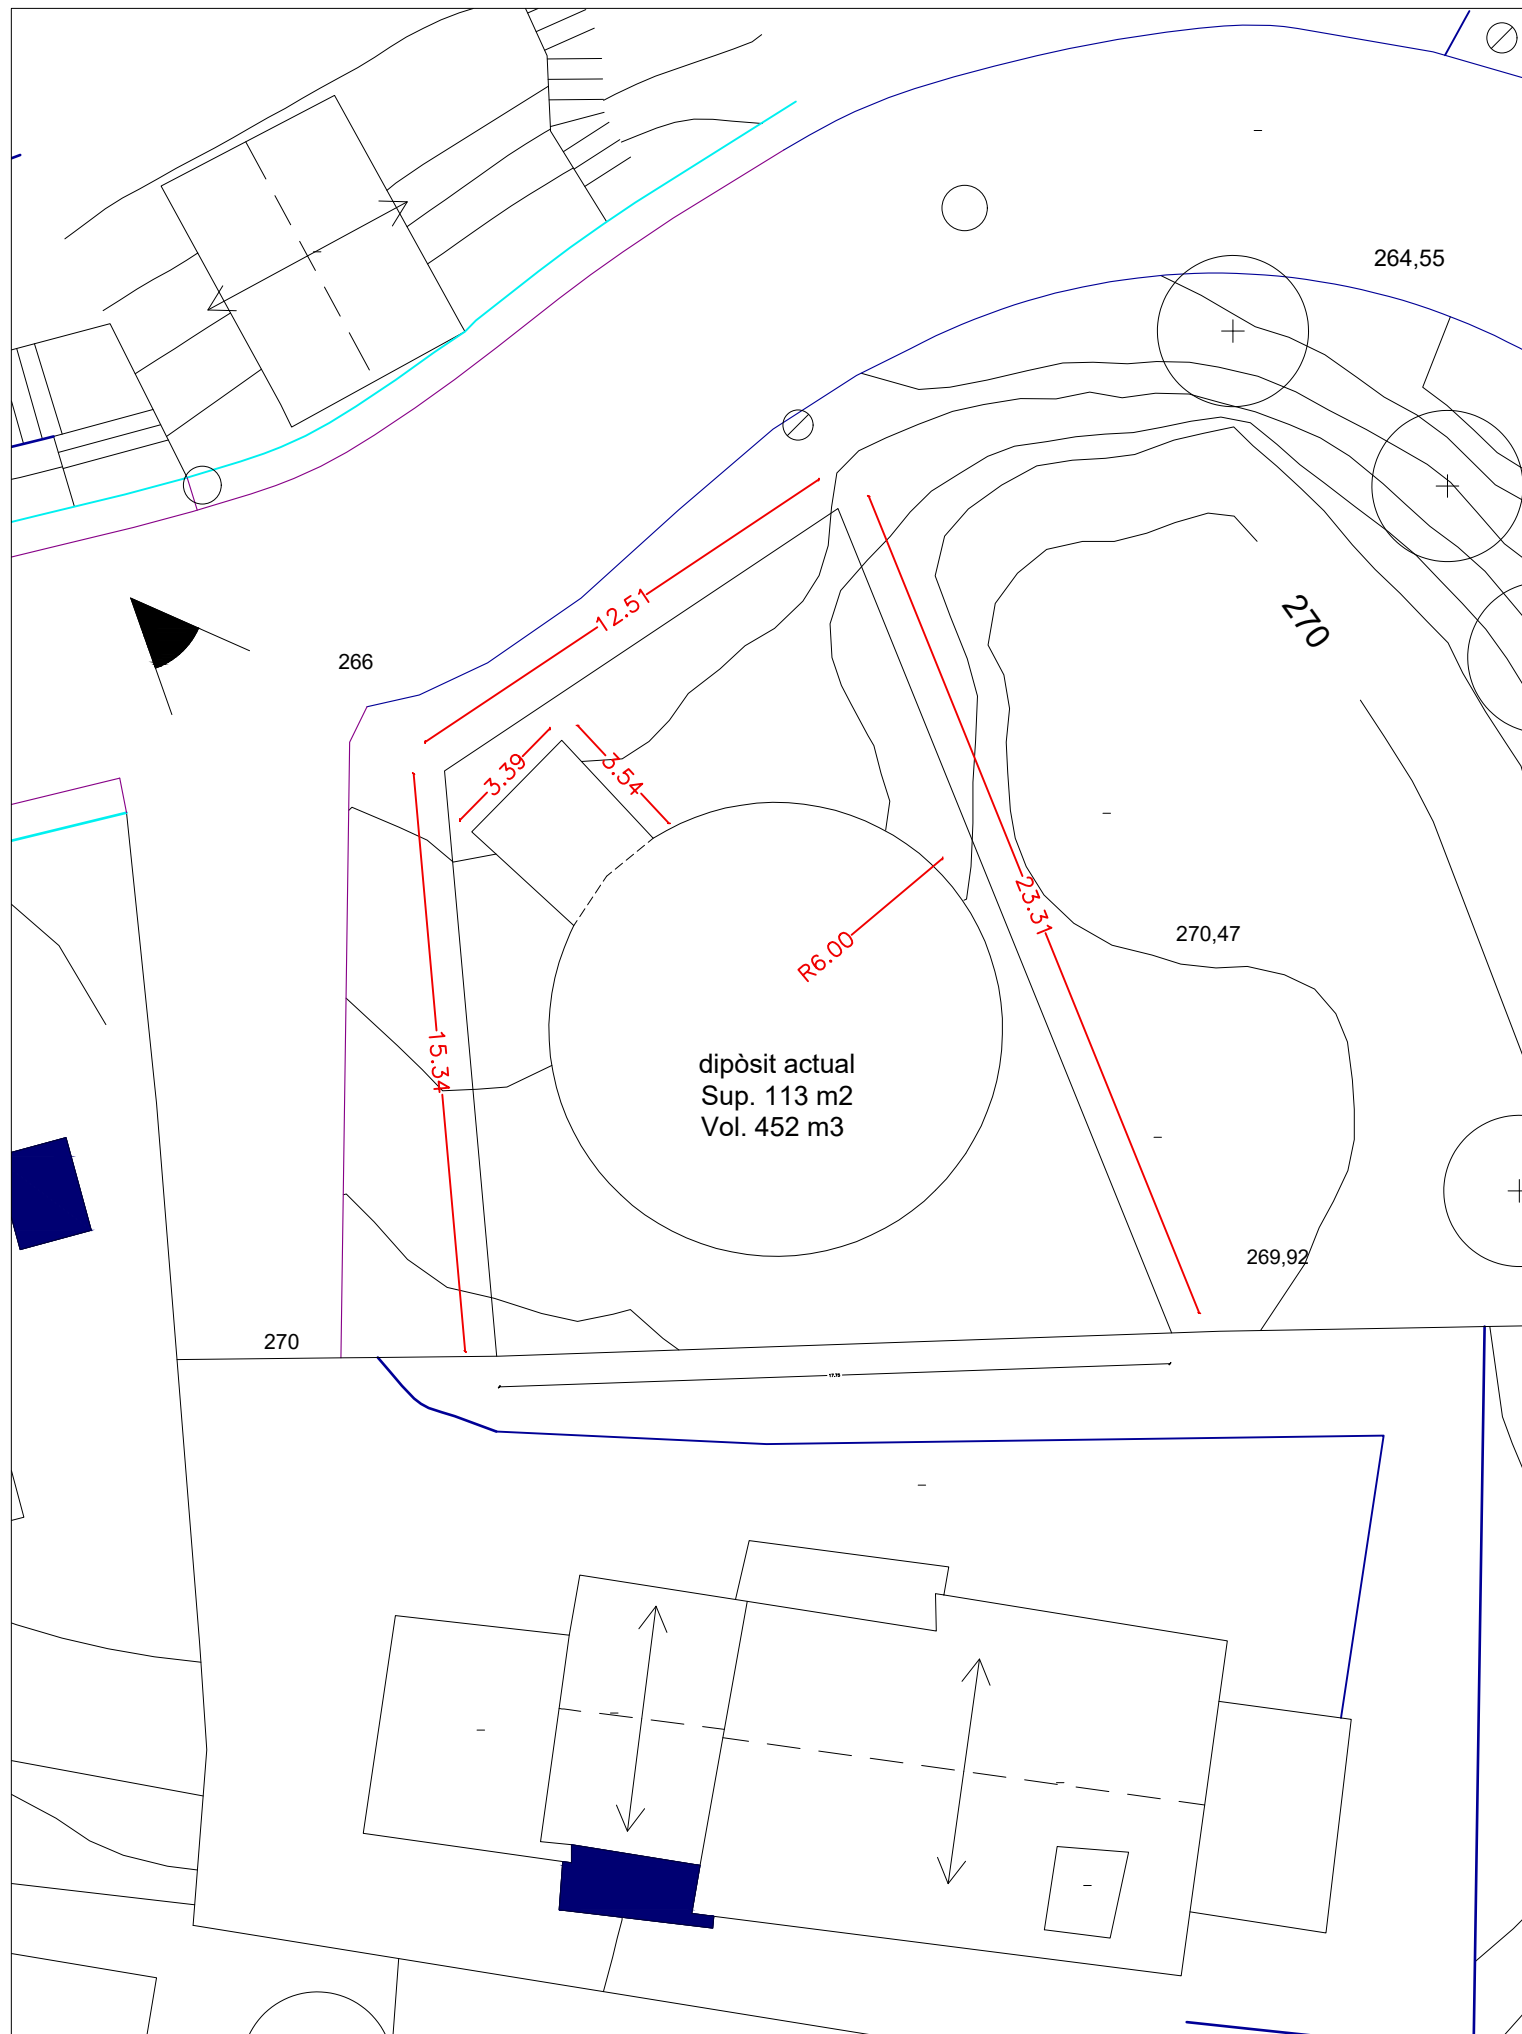 264,55
12.51
270
266
3.39
3.54
23.31
270,47
R6.00
15.34
dipòsit actual
Sup. 113 m2
Vol. 452 m3
269,92
270